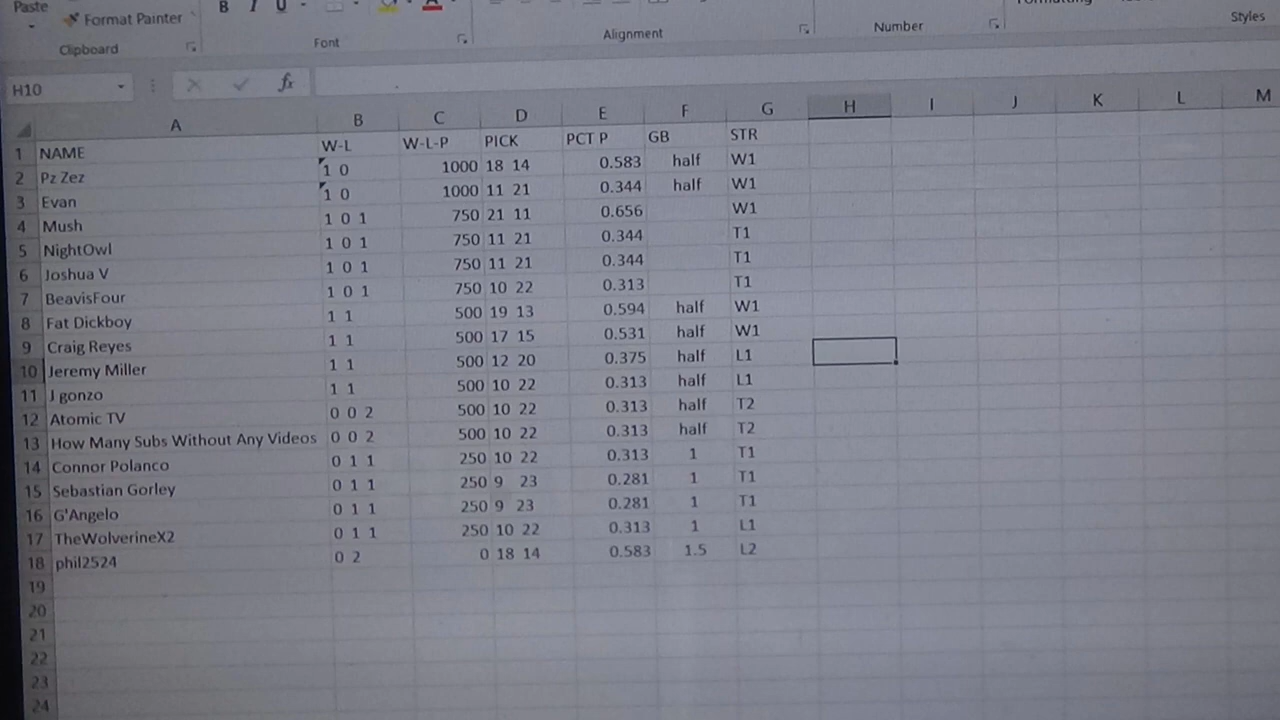 Paste
Format Painter B I U A
Clipboard Font Alignment Number Styles
H10 fx
A B C D E F G H I J K L M
1 NAME W-L W-L-P PICK PCT P GB STR
2 Pz Zez 1 0 1000 18 14 0.583 half W1
3 Evan 1 0 1000 11 21 0.344 half W1
4 Mush 1 0 1 750 21 11 0.656 W1
5 NightOwl 1 0 1 750 11 21 0.344 T1
6 Joshua V 1 0 1 750 11 21 0.344 T1
7 BeavisFour 1 0 1 750 10 22 0.313 T1
8 Fat Dickboy 1 1 500 19 13 0.594 half W1
9 Craig Reyes 1 1 500 17 15 0.531 half W1
10 Jeremy Miller 1 1 500 12 20 0.375 half L1
11 J gonzo 1 1 500 10 22 0.313 half L1
12 Atomic TV 0 0 2 500 10 22 0.313 half T2
13 How Many Subs Without Any Videos 0 0 2 500 10 22 0.313 half T2
14 Connor Polanco 0 1 1 250 10 22 0.313 1 T1
15 Sebastian Gorley 0 1 1 250 9 23 0.281 1 T1
16 G'Angelo 0 1 1 250 9 23 0.281 1 T1
17 TheWolverineX2 0 1 1 250 10 22 0.313 1 L1
18 phil2524 0 2 0 18 14 0.583 1.5 L2
19
20
21
22
23
24